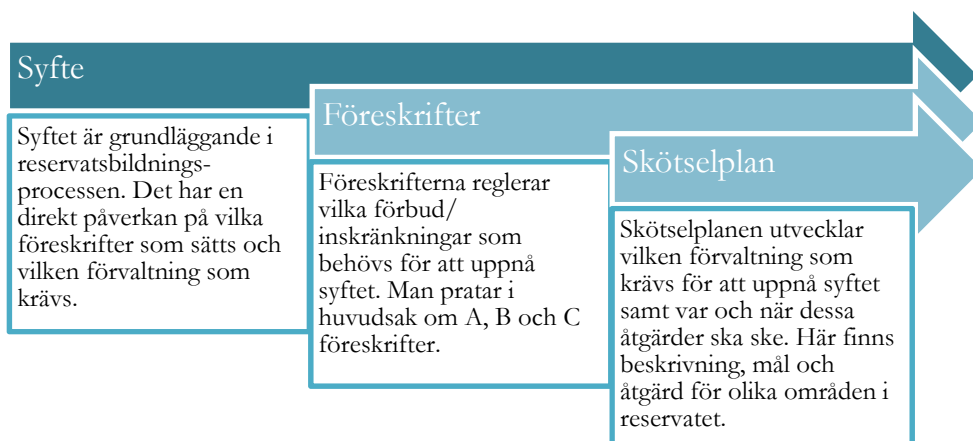 Syfte
Syftet är grundläggande i
reservatsbildnings-
processen. Det har en
direkt påverkan på vilka
föreskrifter som sätts och
vilken förvaltning som
krävs.
Föreskrifter
Föreskrifterna reglerar
vilka förbud/
inskränkningar som
behövs för att uppnå
syftet. Man pratar i
huvudsak om A, B och C
föreskrifter.
Skötselplan
Skötselplanen utvecklar
vilken förvaltning som
krävs för att uppnå syftet
samt var och när dessa
åtgärder ska ske. Här finns
beskrivning, mål och
åtgärd för olika områden i
reservatet.